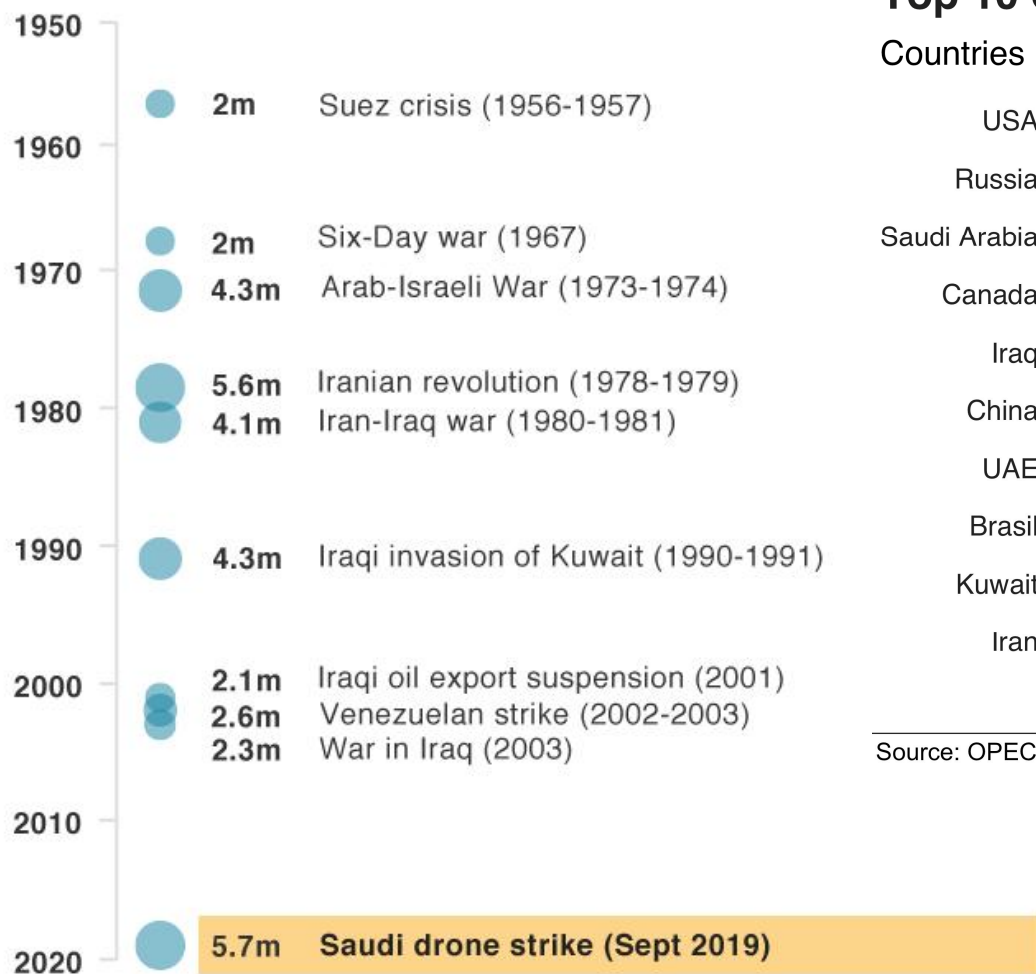 1950
2m Suez crisis (1956-1957)
1960
2m Six-Day war (1967)
1970
4.3m Arab-Israeli War (1973-1974)
5.6m Iranian revolution (1978-1979)
1980
4.1m Iran-Iraq war (1980-1981)
1990
4.3m Iraqi invasion of Kuwait (1990-1991)
2000
2.1m Iraqi oil export suspension (2001)
2.6m Venezuelan strike (2002-2003)
2.3m War in Iraq (2003)
2010
5.7m Saudi drone strike (Sept 2019)
2020
Top 10
Countries
USA
Russia
Saudi Arabia
Canada
Iraq
China
UAE
Brasil
Kuwait
Iran
Source: OPEC